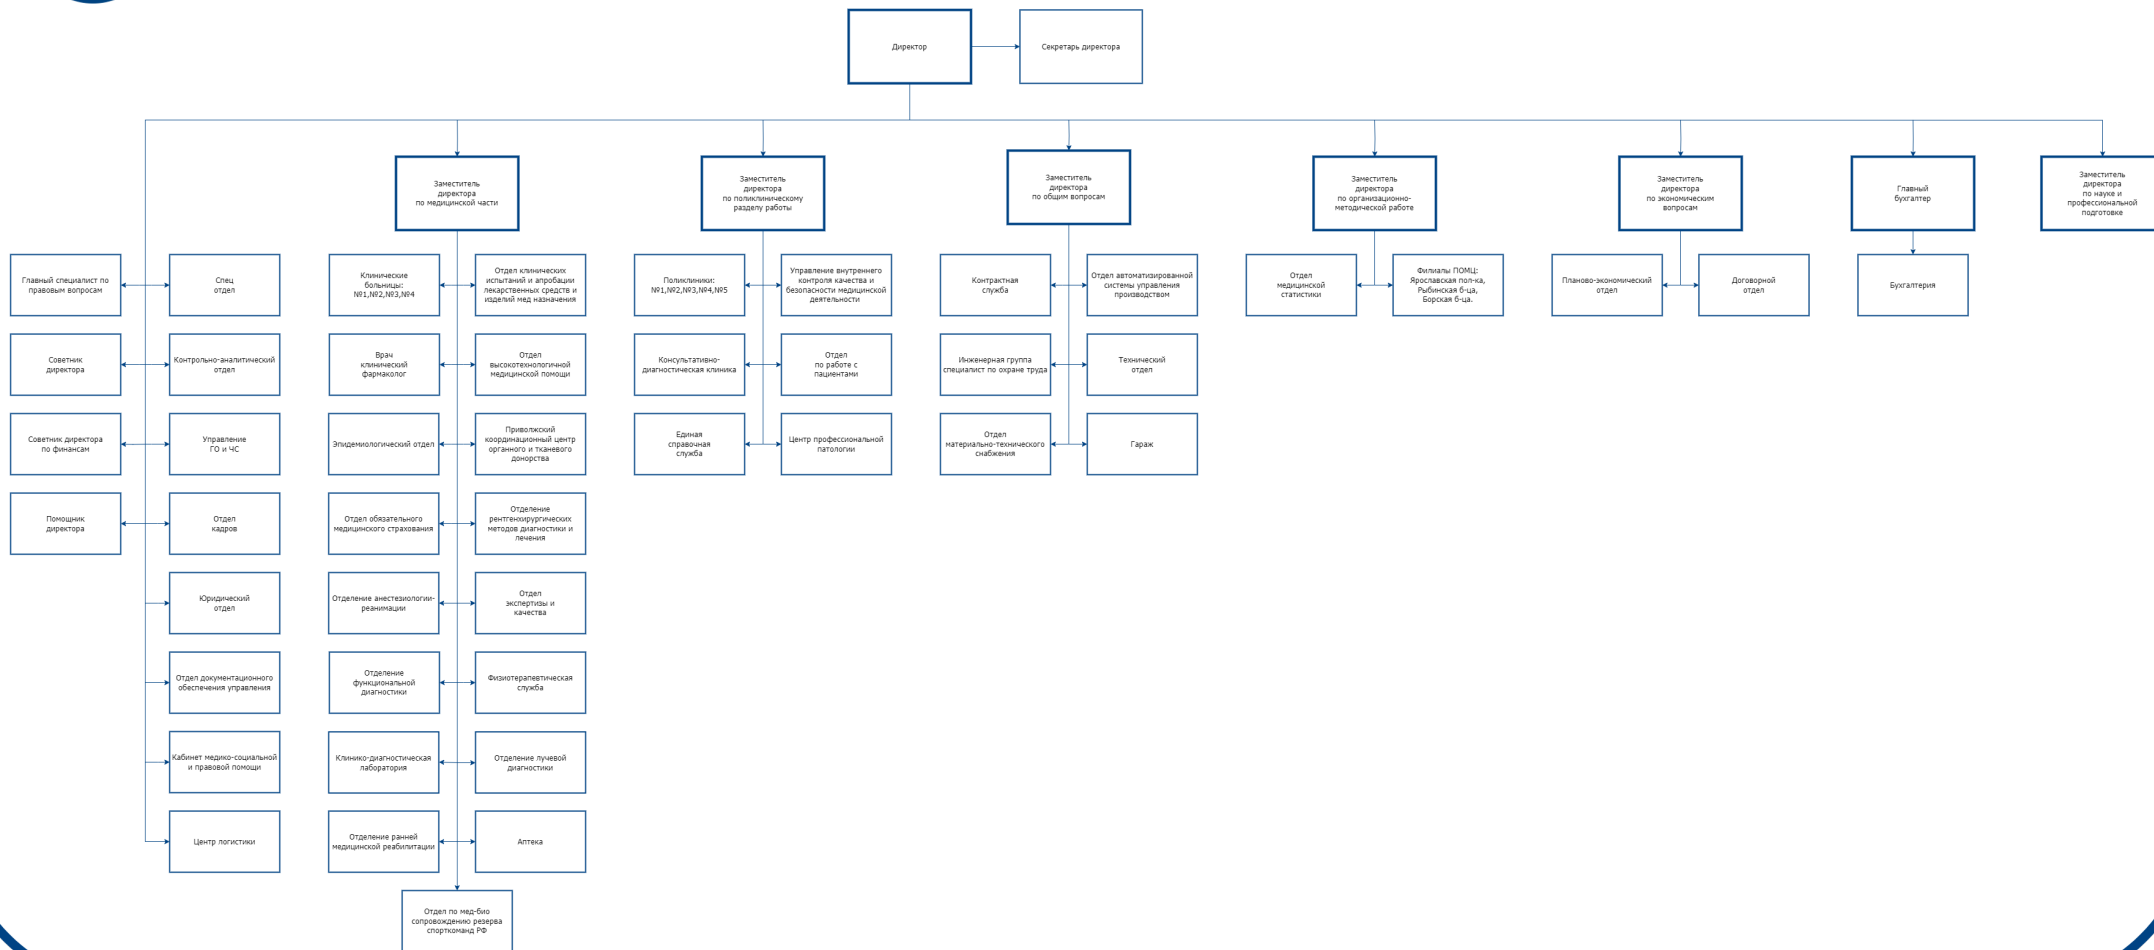 Директор
Секретарь директора
Заместитель
директора
по медицинской части
Заместитель
директора
по поликлиническому
разделу работы
Заместитель
директора
по общим вопросам
Заместитель
директора
по организационно-
методической работе
Заместитель
директора
по экономическим
вопросам
Главный
бухгалтер
Заместитель
директора
по науке и
профессиональной
подготовке
Главный специалист по
правовым вопросам
Спец
отдел
Клинические
больницы:
№1,№2,№3,№4
Отдел клинических
испытаний и апробации
лекарственных средств и
изделий мед назначения
Поликлиники:
№1,№2,№3,№4,№5
Управление внутреннего
контроля качества и
безопасности медицинской
деятельности
Контрактная
служба
Отдел автоматизированной
системы управления
производством
Отдел
медицинской
статистики
Филиалы ПОМЦ:
Ярославская пол-ка,
Рыбинская б-ца,
Борская б-ца.
Планово-экономический
отдел
Договорной
отдел
Бухгалтерия
Советник
директора
Контрольно-аналитический
отдел
Врач
клинический
фармаколог
Отдел
высокотехнологичной
медицинской помощи
Консультативно-
диагностическая клиника
Отдел
по работе с
пациентами
Инженерная группа
специалист по охране труда
Технический
отдел
Советник директора
по финансам
Управление
ГО и ЧС
Эпидемиологический отдел
Приволжский
координационный центр
органного и тканевого
донорства
Единая
справочная
служба
Центр профессиональной
патологии
Отдел
материально-технического
снабжения
Гараж
Помощник
директора
Отдел
кадров
Отдел обязательного
медицинского страхования
Отделение
рентгенхирургических
методов диагностики и
лечения
Юридический
отдел
Отделение анестезиологии-
реанимации
Отдел
экспертизы и
качества
Отдел документационного
обеспечения управления
Отделение
функциональной
диагностики
Физиотерапевтическая
служба
Кабинет медико-социальной
и правовой помощи
Клинико-диагностическая
лаборатория
Отделение лучевой
диагностики
Центр логистики
Отделение ранней
медицинской реабилитации
Аптека
Отдел по мед-био
сопровождению резерва
спорткоманд РФ